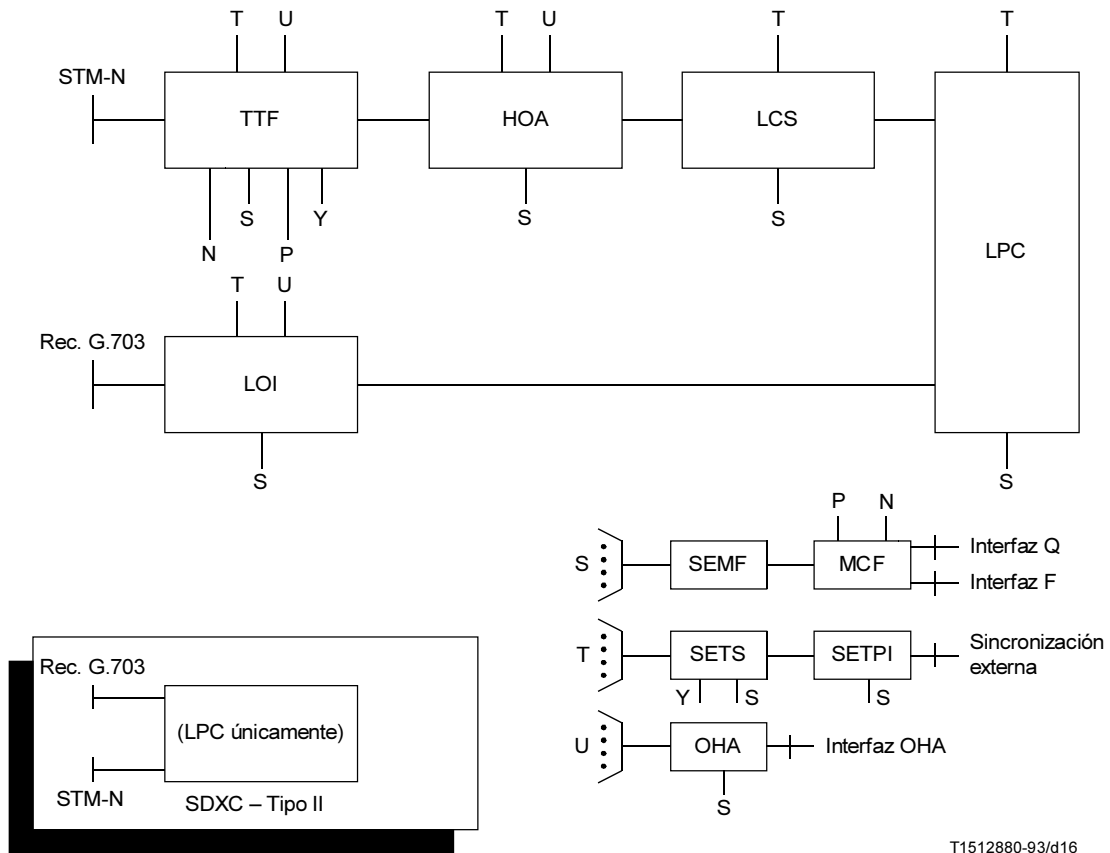 T U T U T T
STM-N
TTF HOA LCS
S Y S S
N P
LPC
T U
Rec. G.703
LOI
S S
P N
S SEMF MCF Interfaz Q
Interfaz F
T SETS SETPI Sincronización
externa
Y S S
U OHA Interfaz OHA
S
Rec. G.703
(LPC únicamente)
STM-N
SDXC – Tipo II
T1512880-93/d16